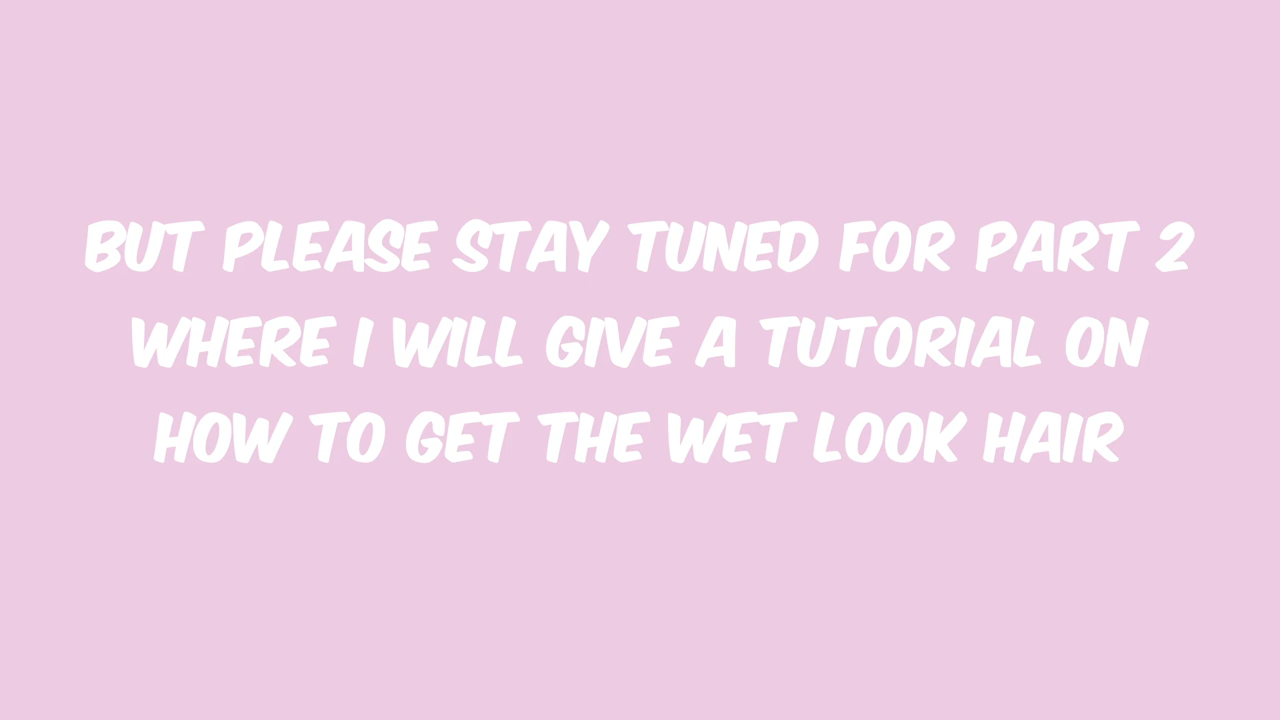 BUT PLEASE STAY TUNED FOR PART 2
WHERE I WILL GIVE A TUTORIAL ON
HOW TO GET THE WET LOOK HAIR